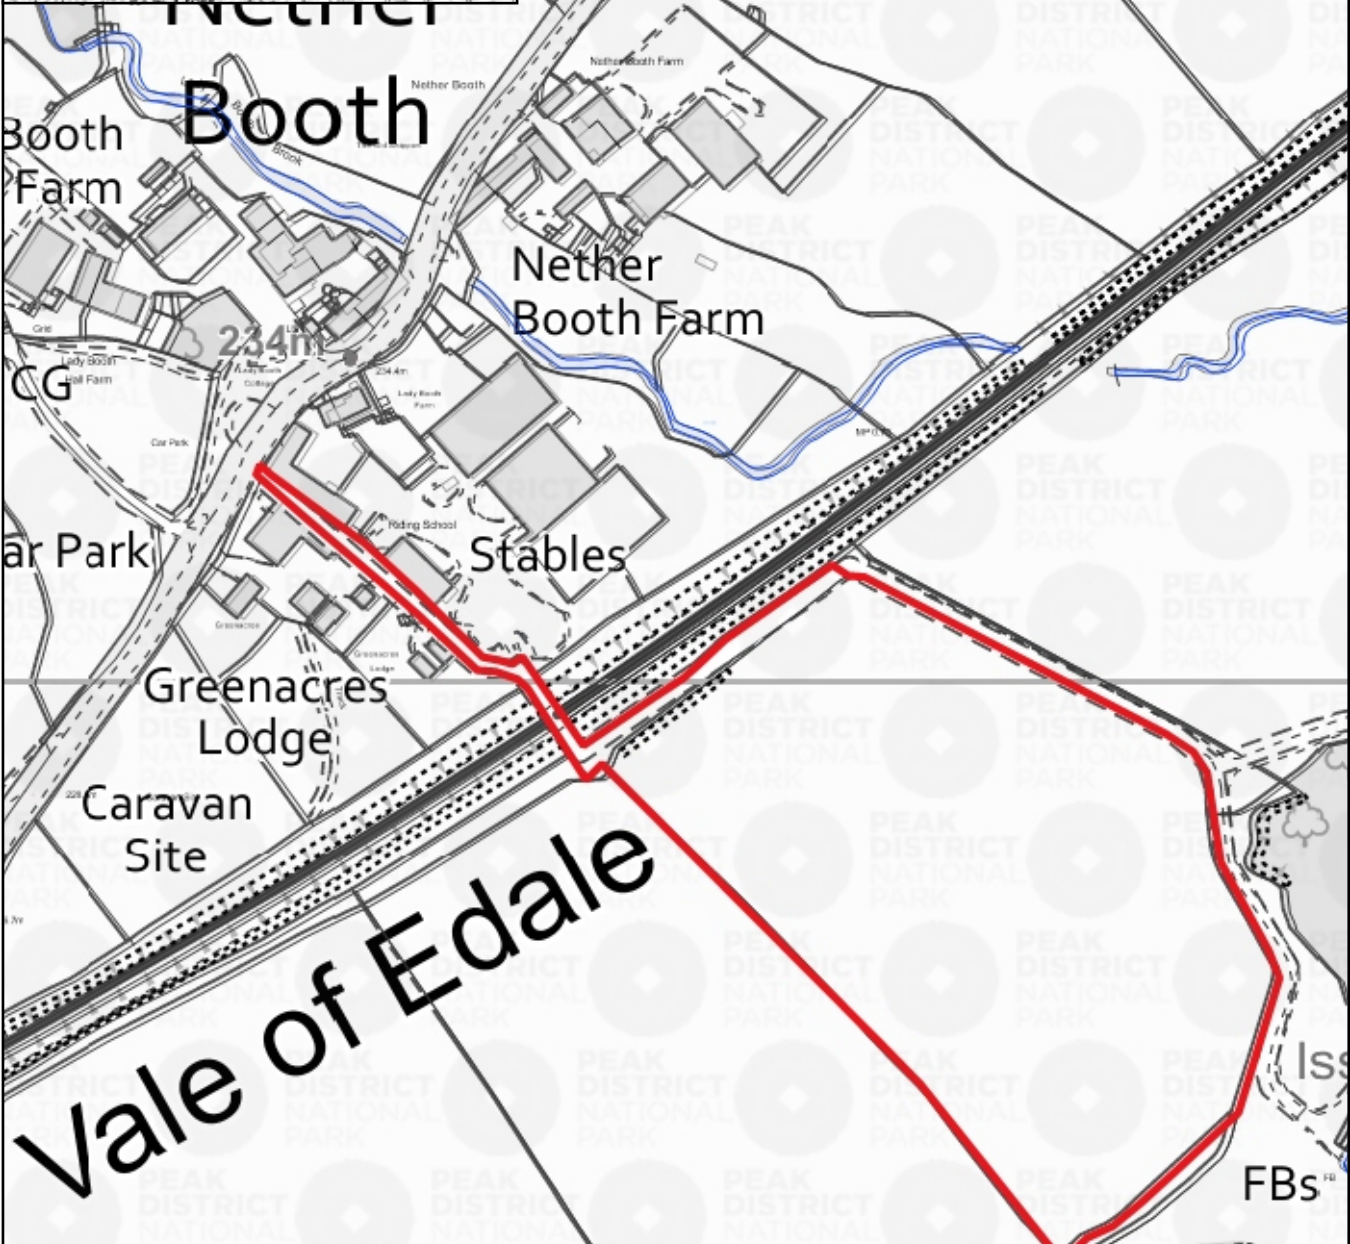 Nether
Booth
Nether Booth
Nether Booth Farm
Booth
Farm
Brook
Nether
Booth Farm
234m
Grid
Lady Booth
Hall Farm
CG
Lady Booth
Cottage
234.4m
Lady Booth
Farm
Car Park
Riding School
Stables
ar Park
Greenacres
Greenacres
Lodge
Greenacres
Lodge
Caravan
Site
Vale of Edale
Iss
FBs
FB
PEAK
DISTRICT
NATIONAL
PARK